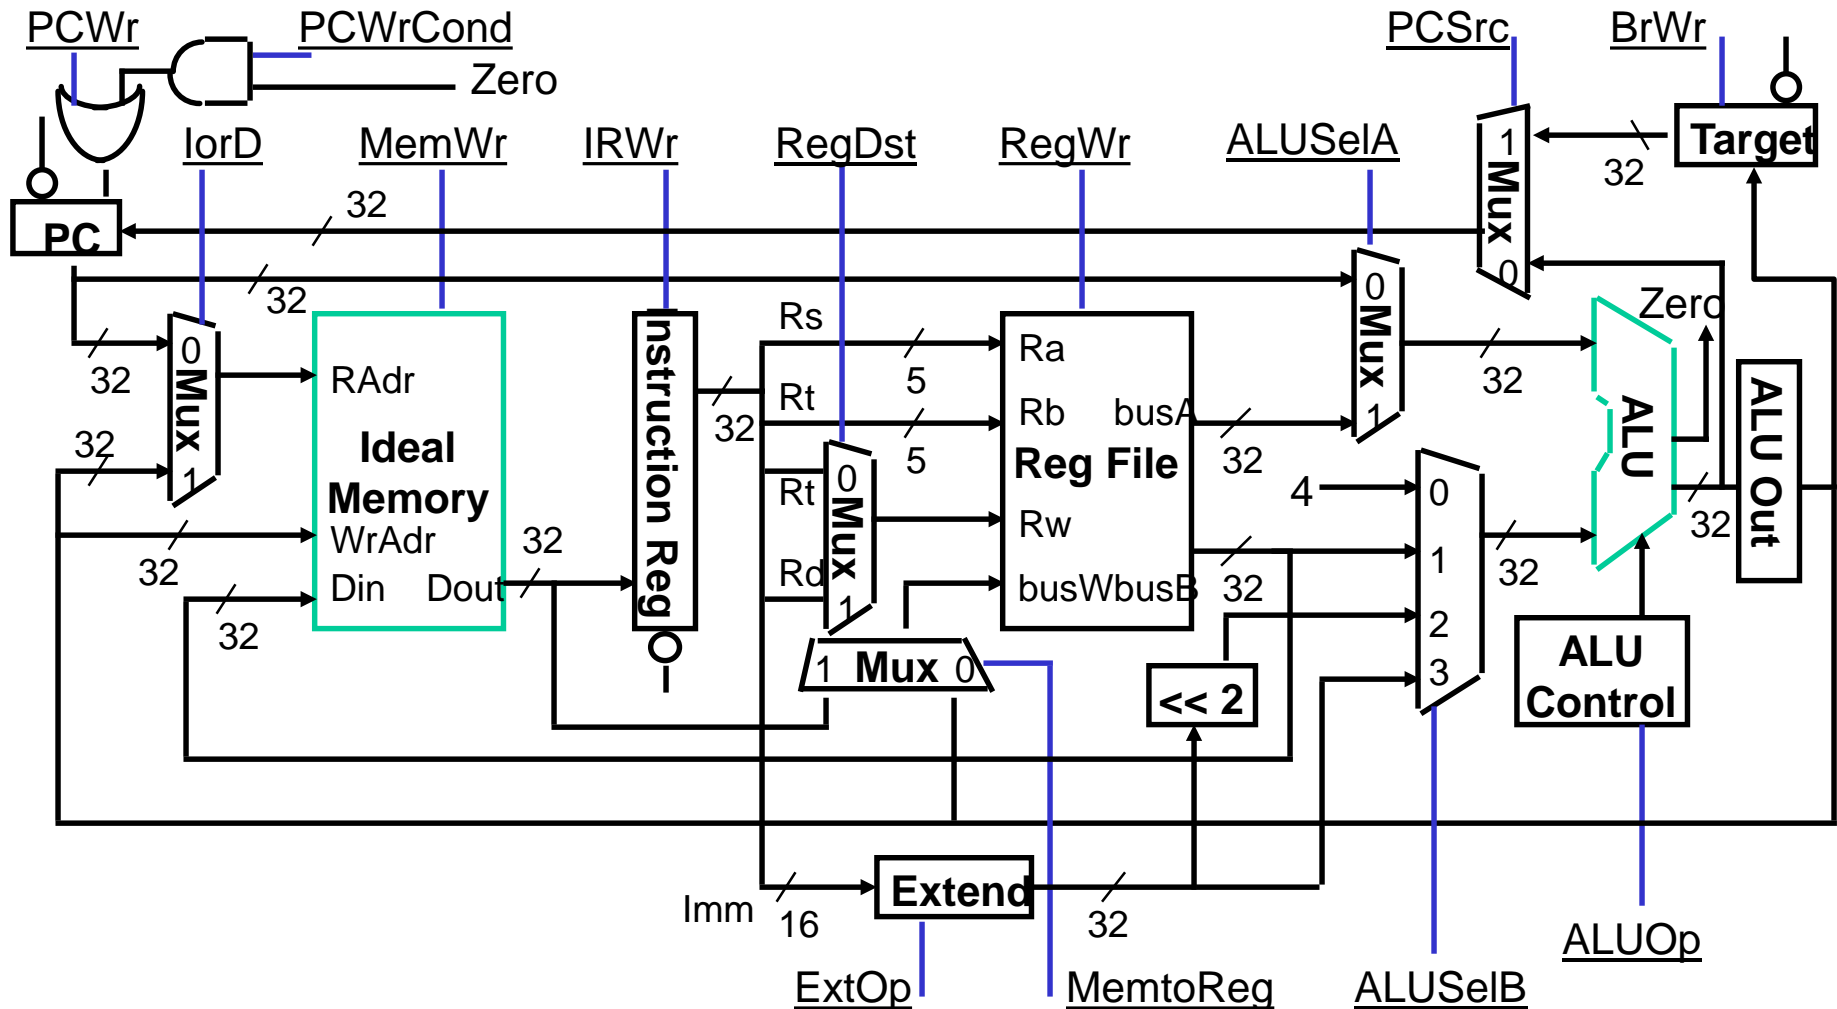 PCWr
PCWrCond
PCSrc
BrWr
Zero
IorD
MemWr
IRWr
RegDst
RegWr
ALUSelA
1
Mux
0
32
Target
PC
32
32
0
Mux
1
32
32
32
32
RAdr
Ideal
Memory
WrAdr
Din
Dout
32
Instruction Reg
32
Rs
Rt
Rt
Rd
5
5
0
Mux
1
Ra
Rb
busA
Reg File
Rw
busW
busB
32
32
0
Mux
1
32
4
0
1
2
3
32
Zero
ALU
32
ALU Out
1 Mux 0
<< 2
ALU
Control
Imm
16
Extend
32
ExtOp
MemtoReg
ALUSelB
ALUOp